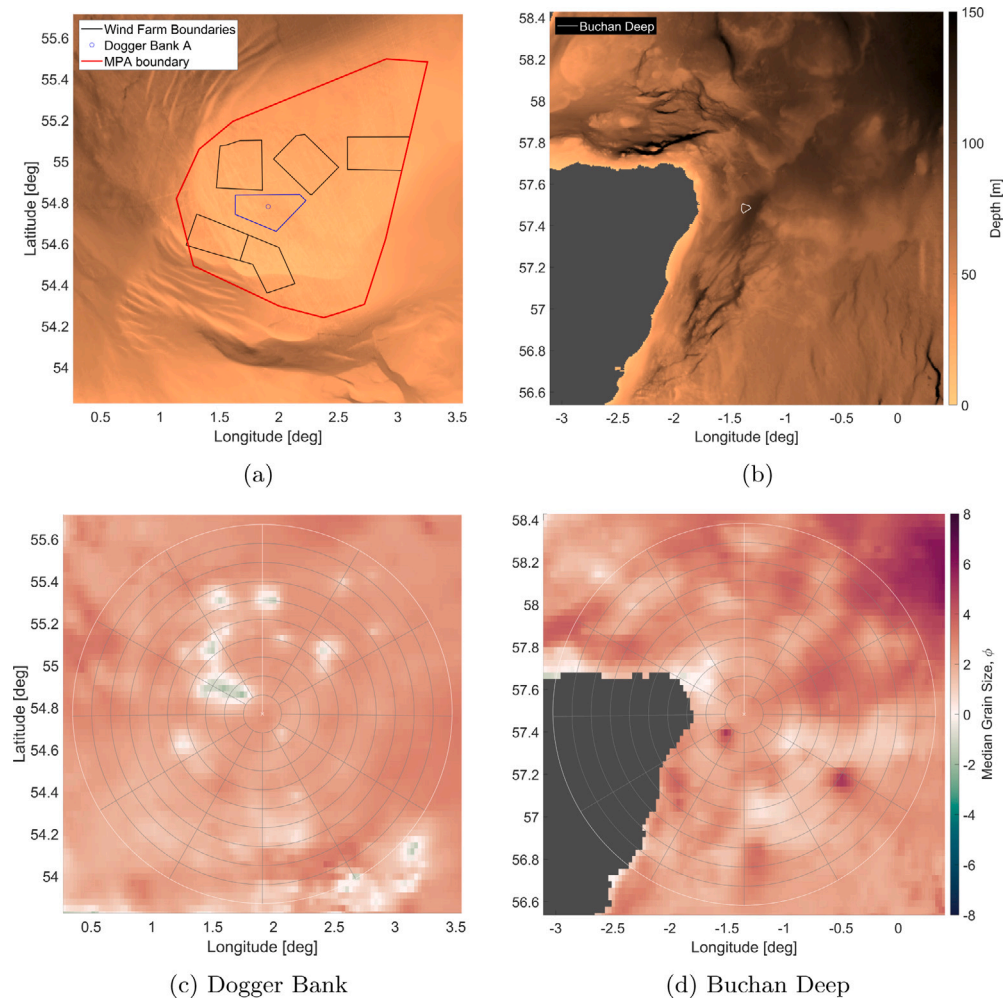 Wind Farm Boundaries
Dogger Bank A
MPA boundary
55.6
55.4
55.2
55
54.8
54.6
54.4
54.2
54
Latitude [deg]
0.5 1 1.5 2 2.5 3 3.5
Longitude [deg]
(a)
Buchan Deep
58.4
58.2
58
57.8
57.6
57.4
57.2
57
56.8
56.6
-3 -2.5 -2 -1.5 -1 -0.5 0
Longitude [deg]
150
100
50
0
Depth [m]
(b)
55.6
55.4
55.2
55
54.8
54.6
54.4
54.2
54
Latitude [deg]
0.5 1 1.5 2 2.5 3 3.5
Longitude [deg]
(c) Dogger Bank
58.4
58.2
58
57.8
57.6
57.4
57.2
57
56.8
56.6
-3 -2.5 -2 -1.5 -1 -0.5 0
Longitude [deg]
8
6
4
2
0
-2
-4
-6
-8
Median Grain Size, ϕ
(d) Buchan Deep